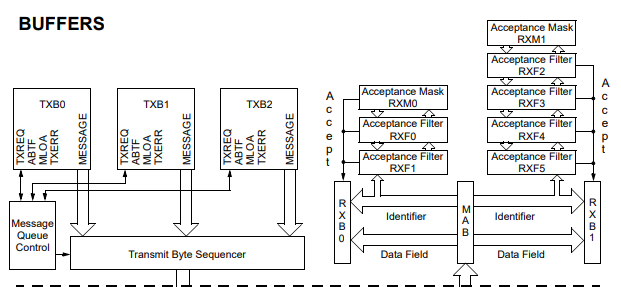 BUFFERS
TXB0
TXREQ
ABTF
MLOA
TXERR
MESSAGE
TXB1
TXREQ
ABTF
MLOA
TXERR
MESSAGE
TXB2
TXREQ
ABTF
MLOA
TXERR
MESSAGE
Message
Queue
Control
Transmit Byte Sequencer
Accept
Acceptance Mask
RXM0
Acceptance Filter
RXF0
Acceptance Filter
RXF1
Acceptance Mask
RXM1
Acceptance Filter
RXF2
Acceptance Filter
RXF3
Acceptance Filter
RXF4
Acceptance Filter
RXF5
Accept
RXB0
Identifier
Data Field
MAB
Identifier
Data Field
RXB1